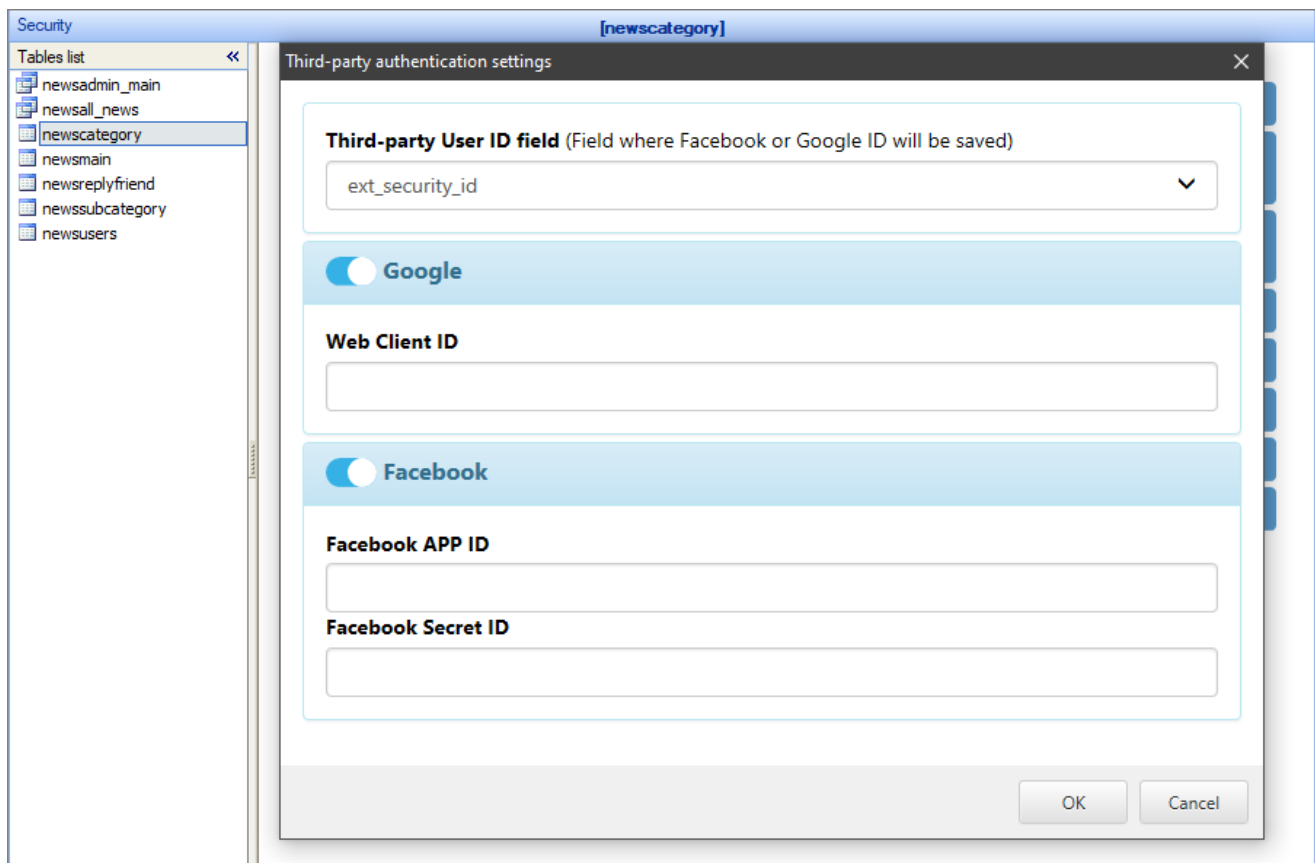 Security
[newscategory]
Tables list
newsadmin_main
newsall_news
newscategory
newsmain
newsreplyfriend
newssubcategory
newsusers
Third-party authentication settings
Third-party User ID field (Field where Facebook or Google ID will be saved)
ext_security_id
Google
Web Client ID
Facebook
Facebook APP ID
Facebook Secret ID
OK Cancel